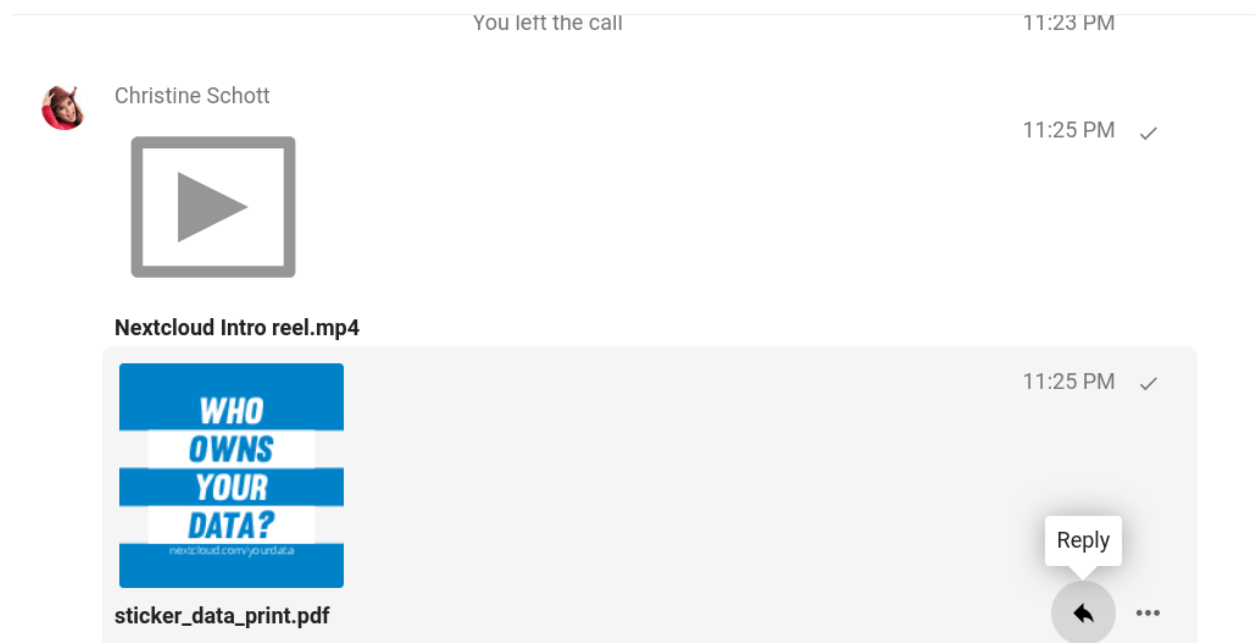 You left the call 11:23 PM
Christine Schott
11:25 PM
Nextcloud Intro reel.mp4
11:25 PM
WHO
OWNS
YOUR
DATA?
nextcloud.com/yourdata
Reply
sticker_data_print.pdf